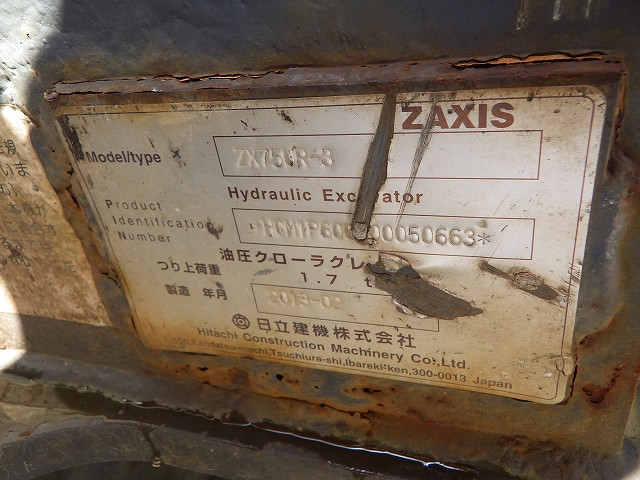 ZAXIS
Model/type ZX75UR-3
Hydraulic Excavator
Product
Identification
Number
00050663*
油圧クローラクレ
つり上荷重 1.7 t
製造 年月 2013-02
日立建機株式会社
Hitachi Construction Machinery Co.,Ltd.
Tsuchiura-shi,Ibaraki-ken,300-0013 Japan